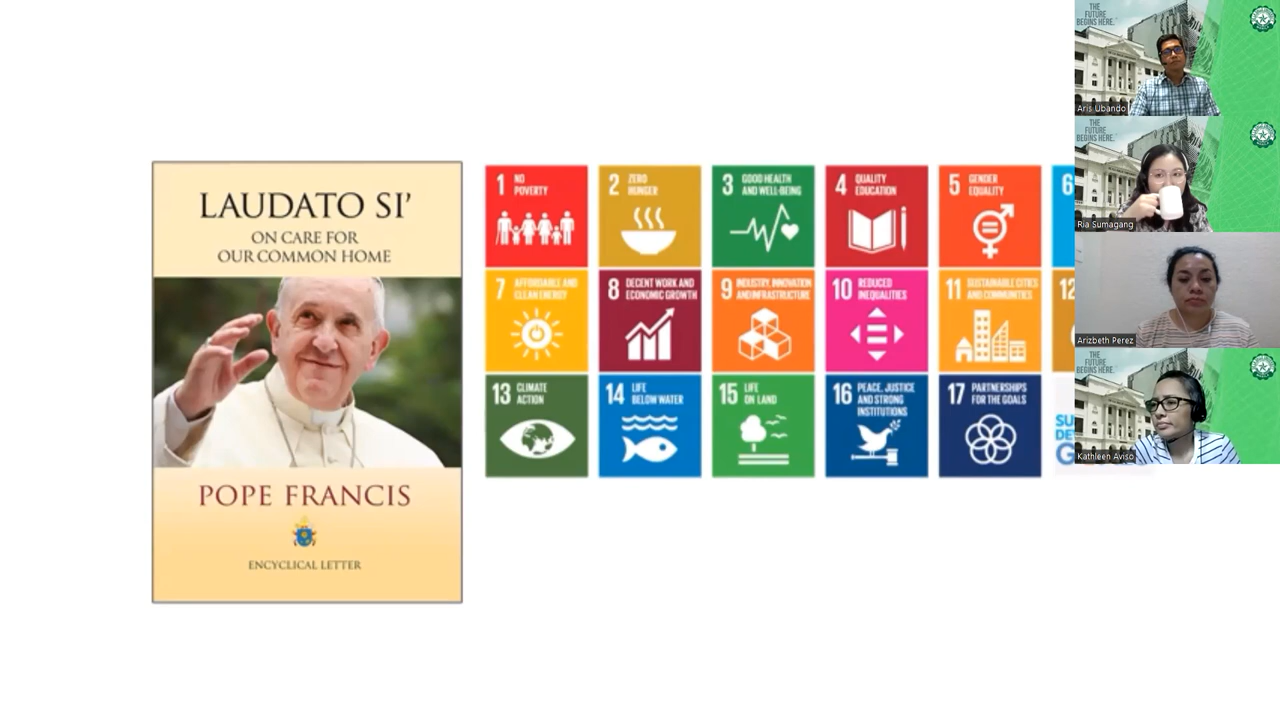 LAUDATO SI'
ON CARE FOR
OUR COMMON HOME
POPE FRANCIS
ENCYCLICAL LETTER
1 NO
POVERTY
2 ZERO
HUNGER
3 GOOD HEALTH
AND WELL-BEING
4 QUALITY
EDUCATION
5 GENDER
EQUALITY
6
7 AFFORDABLE AND
CLEAN ENERGY
8 DECENT WORK AND
ECONOMIC GROWTH
9 INDUSTRY, INNOVATION
AND INFRASTRUCTURE
10 REDUCED
INEQUALITIES
11 SUSTAINABLE CITIES
AND COMMUNITIES
12
13 CLIMATE
ACTION
14 LIFE
BELOW WATER
15 LIFE
ON LAND
16 PEACE, JUSTICE
AND STRONG
INSTITUTIONS
17 PARTNERSHIPS
FOR THE GOALS
SU
DE
G
THE
FUTURE
BEGINS HERE.
Aris Ubando
THE
FUTURE
BEGINS HERE.
Ria Sumagang
Arizbeth Perez
THE
FUTURE
BEGINS HERE.
Kathleen Aviso